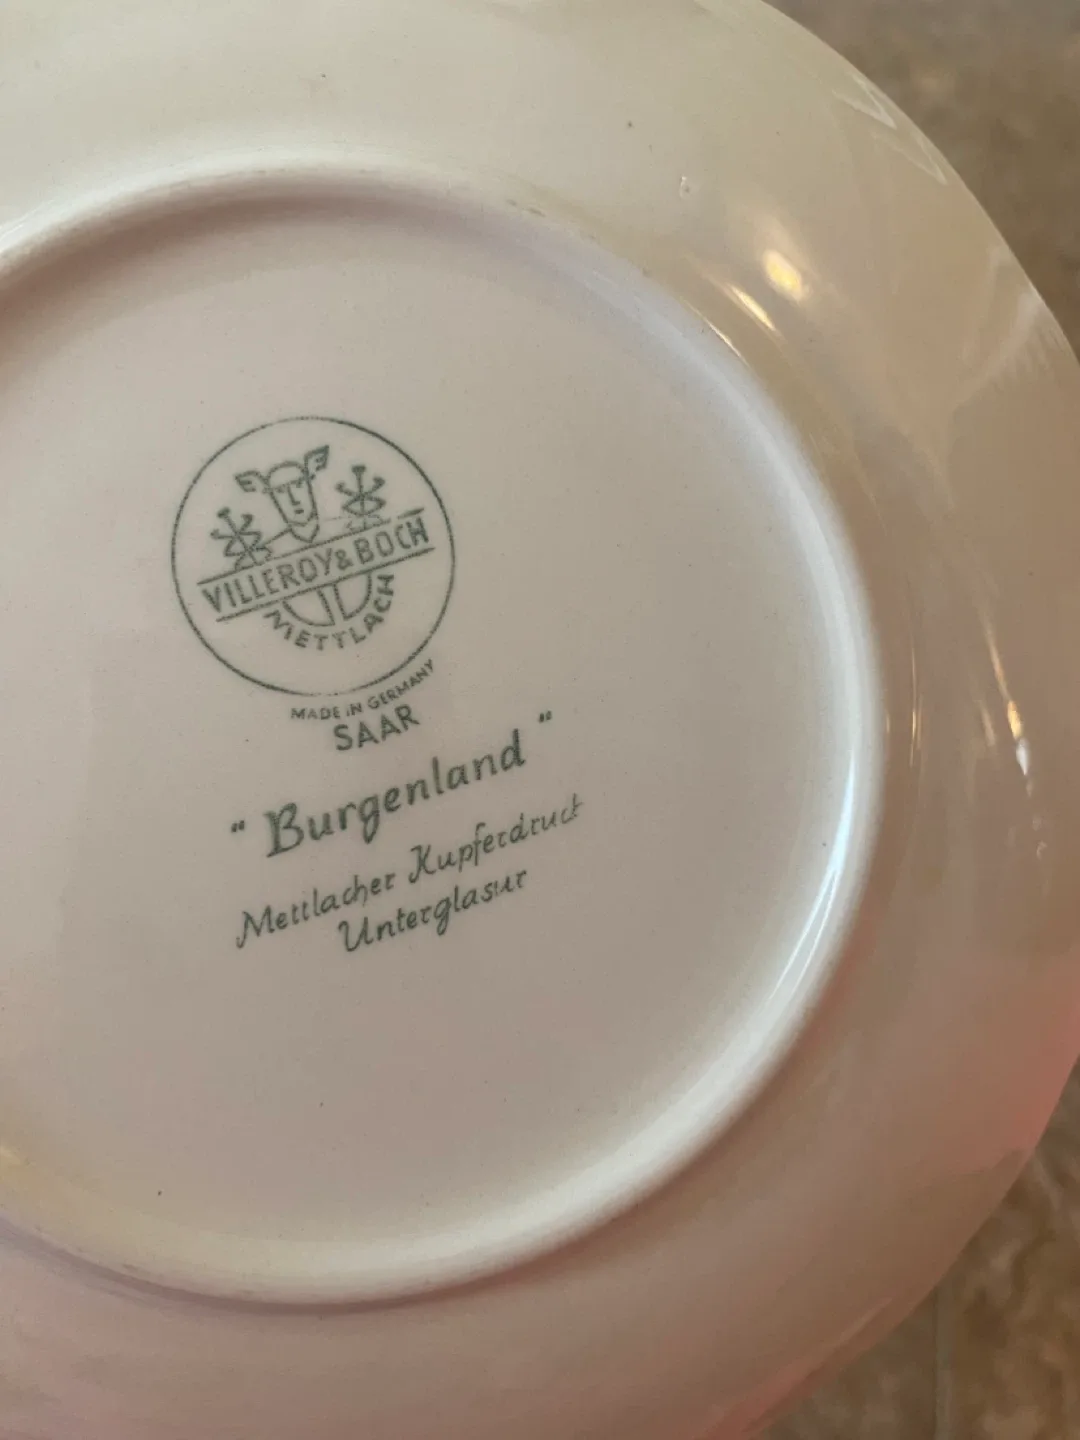 VILLEROY & BOCH
METTLACH
MADE IN GERMANY
SAAR
"Burgenland"
Mettlacher Kupferdruck
Unterglasur